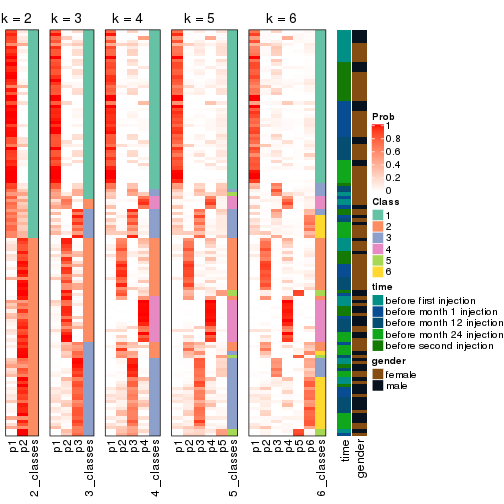 k = 2 k = 3 k = 4 k = 5 k = 6
Prob
1
0.8
0.6
0.4
0.2
0
Class
1
2
3
4
5
6
time
before first injection
before month 1 injection
before month 12 injection
before month 24 injection
before second injection
gender
female
male
p1 p2 2_classes p1 p2 p3 3_classes p1 p2 p3 p4 4_classes p1 p2 p3 p4 p5 5_classes p1 p2 p3 p4 p5 p6 6_classes time gender